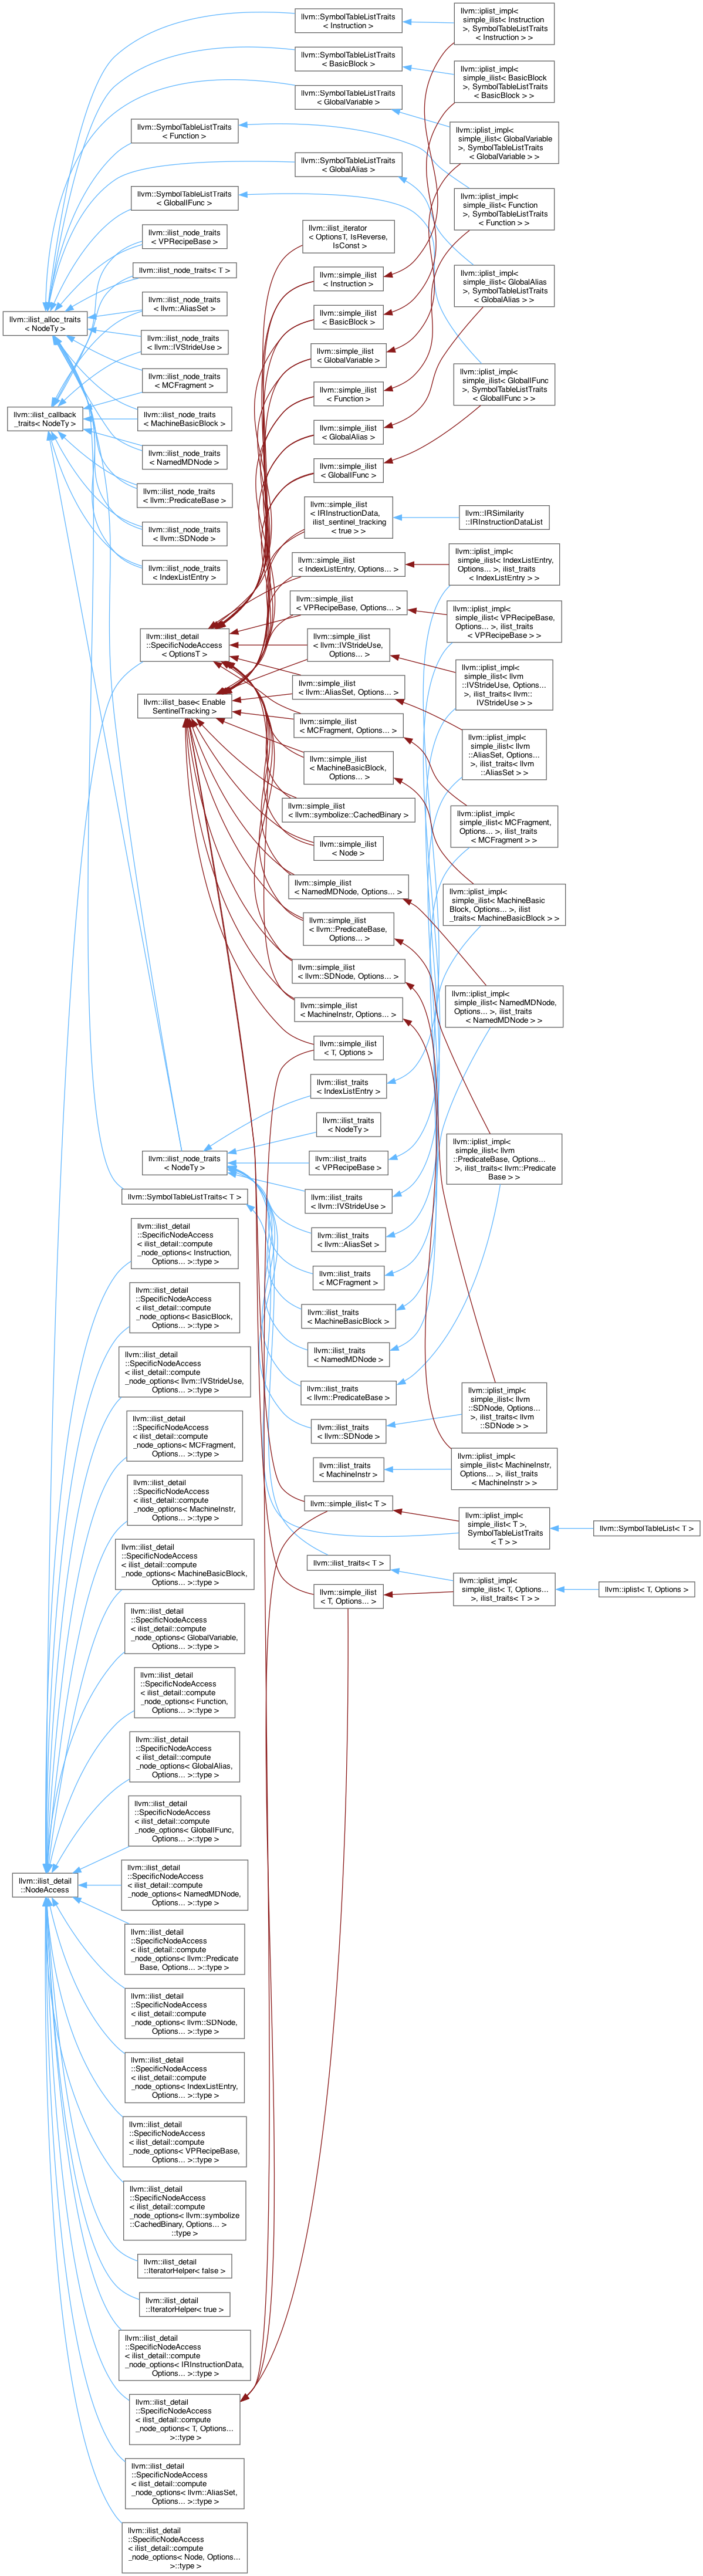 llvm::SymbolTableListTraits
< Instruction >
llvm::iplist_impl<
simple_ilist< Instruction
>, SymbolTableListTraits
< Instruction > >
llvm::SymbolTableListTraits
< BasicBlock >
llvm::iplist_impl<
simple_ilist< BasicBlock
>, SymbolTableListTraits
< BasicBlock > >
llvm::SymbolTableListTraits
< GlobalVariable >
llvm::iplist_impl<
simple_ilist< GlobalVariable
>, SymbolTableListTraits
< GlobalVariable > >
llvm::SymbolTableListTraits
< Function >
llvm::SymbolTableListTraits
< GlobalAlias >
llvm::SymbolTableListTraits
< GlobalIFunc >
llvm::iplist_impl<
simple_ilist< Function
>, SymbolTableListTraits
< Function > >
llvm::ilist_node_traits
< VPRecipeBase >
llvm::ilist_iterator
< OptionsT, IsReverse,
IsConst >
llvm::ilist_node_traits< T >
llvm::simple_ilist
< Instruction >
llvm::iplist_impl<
simple_ilist< GlobalAlias
>, SymbolTableListTraits
< GlobalAlias > >
llvm::ilist_node_traits
< llvm::AliasSet >
llvm::ilist_alloc_traits
< NodeTy >
llvm::simple_ilist
< BasicBlock >
llvm::ilist_node_traits
< llvm::IVStrideUse >
llvm::simple_ilist
< GlobalVariable >
llvm::ilist_node_traits
< MCFragment >
llvm::simple_ilist
< Function >
llvm::iplist_impl<
simple_ilist< GlobalIFunc
>, SymbolTableListTraits
< GlobalIFunc > >
llvm::ilist_callback
_traits< NodeTy >
llvm::ilist_node_traits
< MachineBasicBlock >
llvm::simple_ilist
< GlobalAlias >
llvm::ilist_node_traits
< NamedMDNode >
llvm::simple_ilist
< GlobalIFunc >
llvm::ilist_node_traits
< llvm::PredicateBase >
llvm::simple_ilist
< IRInstructionData,
ilist_sentinel_tracking
< true > >
llvm::IRSimilarity
::IRInstructionDataList
llvm::ilist_node_traits
< llvm::SDNode >
llvm::ilist_node_traits
< IndexListEntry >
llvm::simple_ilist
< IndexListEntry, Options... >
llvm::iplist_impl<
simple_ilist< IndexListEntry,
Options... >, ilist_traits
< IndexListEntry > >
llvm::simple_ilist
< VPRecipeBase, Options... >
llvm::iplist_impl<
simple_ilist< VPRecipeBase,
Options... >, ilist_traits
< VPRecipeBase > >
llvm::ilist_detail
::SpecificNodeAccess
< OptionsT >
llvm::simple_ilist
< llvm::IVStrideUse,
Options... >
llvm::iplist_impl<
simple_ilist< llvm
::IVStrideUse, Options...
>, ilist_traits< llvm::
IVStrideUse > >
llvm::simple_ilist
< llvm::AliasSet, Options... >
llvm::ilist_base< Enable
SentinelTracking >
llvm::simple_ilist
< MCFragment, Options... >
llvm::iplist_impl<
simple_ilist< llvm
::AliasSet, Options...
>, ilist_traits< llvm
::AliasSet > >
llvm::simple_ilist
< MachineBasicBlock,
Options... >
llvm::simple_ilist
< llvm::symbolize::CachedBinary >
llvm::iplist_impl<
simple_ilist< MCFragment,
Options... >, ilist_traits
< MCFragment > >
llvm::simple_ilist
< Node >
llvm::simple_ilist
< NamedMDNode, Options... >
llvm::iplist_impl<
simple_ilist< MachineBasic
Block, Options... >, ilist
_traits< MachineBasicBlock > >
llvm::simple_ilist
< llvm::PredicateBase,
Options... >
llvm::simple_ilist
< llvm::SDNode, Options... >
llvm::iplist_impl<
simple_ilist< NamedMDNode,
Options... >, ilist_traits
< NamedMDNode > >
llvm::simple_ilist
< MachineInstr, Options... >
llvm::simple_ilist
< T, Options >
llvm::ilist_traits
< IndexListEntry >
llvm::ilist_traits
< NodeTy >
llvm::ilist_node_traits
< NodeTy >
llvm::ilist_traits
< VPRecipeBase >
llvm::iplist_impl<
simple_ilist< llvm
::PredicateBase, Options...
>, ilist_traits< llvm::Predicate
Base > >
llvm::SymbolTableListTraits< T >
llvm::ilist_traits
< llvm::IVStrideUse >
llvm::ilist_detail
::SpecificNodeAccess
< ilist_detail::compute
_node_options< Instruction,
Options... >::type >
llvm::ilist_traits
< llvm::AliasSet >
llvm::ilist_traits
< MCFragment >
llvm::ilist_detail
::SpecificNodeAccess
< ilist_detail::compute
_node_options< BasicBlock,
Options... >::type >
llvm::ilist_traits
< MachineBasicBlock >
llvm::ilist_detail
::SpecificNodeAccess
< ilist_detail::compute
_node_options< llvm::IVStrideUse,
Options... >::type >
llvm::ilist_traits
< NamedMDNode >
llvm::ilist_traits
< llvm::PredicateBase >
llvm::ilist_detail
::SpecificNodeAccess
< ilist_detail::compute
_node_options< MCFragment,
Options... >::type >
llvm::ilist_traits
< llvm::SDNode >
llvm::iplist_impl<
simple_ilist< llvm
::SDNode, Options...
>, ilist_traits< llvm
::SDNode > >
llvm::ilist_detail
::SpecificNodeAccess
< ilist_detail::compute
_node_options< MachineInstr,
Options... >::type >
llvm::ilist_traits
< MachineInstr >
llvm::iplist_impl<
simple_ilist< MachineInstr,
Options... >, ilist_traits
< MachineInstr > >
llvm::simple_ilist< T >
llvm::iplist_impl<
simple_ilist< T >,
SymbolTableListTraits
< T > >
llvm::SymbolTableList< T >
llvm::ilist_detail
::SpecificNodeAccess
< ilist_detail::compute
_node_options< MachineBasicBlock,
Options... >::type >
llvm::ilist_traits< T >
llvm::simple_ilist
< T, Options... >
llvm::iplist_impl<
simple_ilist< T, Options...
>, ilist_traits< T > >
llvm::iplist< T, Options >
llvm::ilist_detail
::SpecificNodeAccess
< ilist_detail::compute
_node_options< GlobalVariable,
Options... >::type >
llvm::ilist_detail
::SpecificNodeAccess
< ilist_detail::compute
_node_options< Function,
Options... >::type >
llvm::ilist_detail
::SpecificNodeAccess
< ilist_detail::compute
_node_options< GlobalAlias,
Options... >::type >
llvm::ilist_detail
::SpecificNodeAccess
< ilist_detail::compute
_node_options< GlobalIFunc,
Options... >::type >
llvm::ilist_detail
::NodeAccess
llvm::ilist_detail
::SpecificNodeAccess
< ilist_detail::compute
_node_options< NamedMDNode,
Options... >::type >
llvm::ilist_detail
::SpecificNodeAccess
< ilist_detail::compute
_node_options< llvm::Predicate
Base, Options... >::type >
llvm::ilist_detail
::SpecificNodeAccess
< ilist_detail::compute
_node_options< llvm::SDNode,
Options... >::type >
llvm::ilist_detail
::SpecificNodeAccess
< ilist_detail::compute
_node_options< IndexListEntry,
Options... >::type >
llvm::ilist_detail
::SpecificNodeAccess
< ilist_detail::compute
_node_options< VPRecipeBase,
Options... >::type >
llvm::ilist_detail
::SpecificNodeAccess
< ilist_detail::compute
_node_options< llvm::symbolize
::CachedBinary, Options... >
::type >
llvm::ilist_detail
::IteratorHelper< false >
llvm::ilist_detail
::IteratorHelper< true >
llvm::ilist_detail
::SpecificNodeAccess
< ilist_detail::compute
_node_options< IRInstructionData,
Options... >::type >
llvm::ilist_detail
::SpecificNodeAccess
< ilist_detail::compute
_node_options< T, Options...
>::type >
llvm::ilist_detail
::SpecificNodeAccess
< ilist_detail::compute
_node_options< llvm::AliasSet,
Options... >::type >
llvm::ilist_detail
::SpecificNodeAccess
< ilist_detail::compute
_node_options< Node, Options...
>::type >